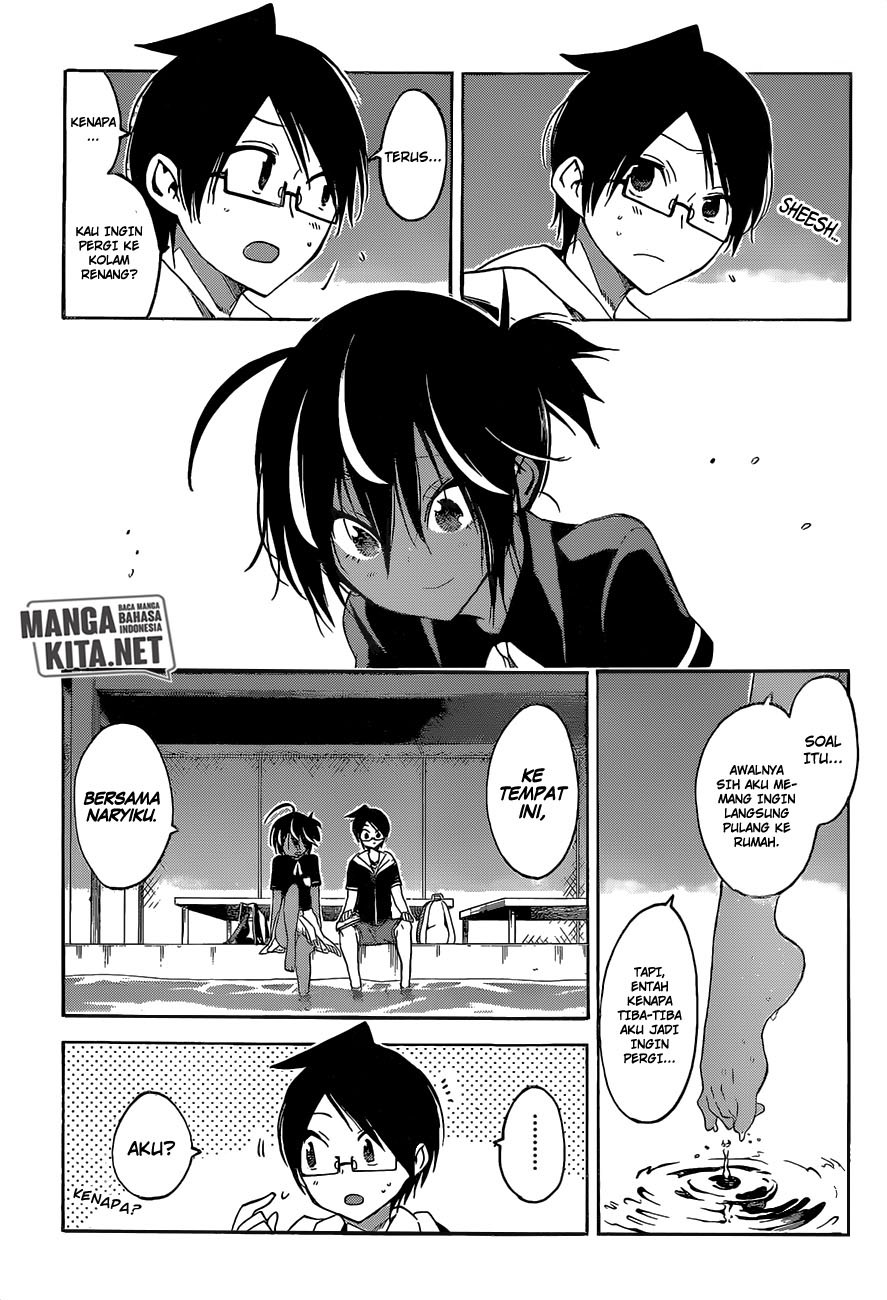 SHEESH..
TERUS...
KENAPA
...
KAU INGIN
PERGI KE
KOLAM
RENANG?
MANGA
KITA.NET
BACA MANGA
BAHASA
INDONESIA
SOAL
ITU...
AWALNYA
SIH AKU ME-
MANG INGIN
LANGSUNG
PULANG KE
RUMAH.
TAPI,
ENTAH
KENAPA
TIBA-TIBA
AKU JADI
INGIN
PERGI...
KE
TEMPAT
INI,
BERSAMA
NARYIKU.
.........
AKU?
KENAPA?